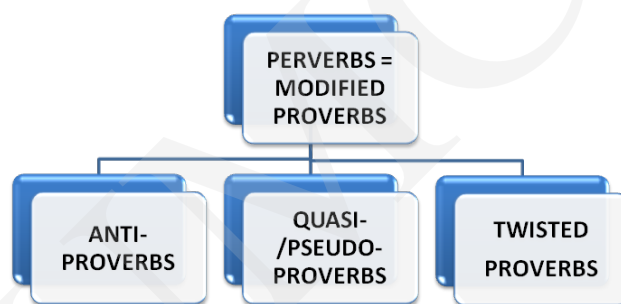 PERVERBS =
MODIFIED
PROVERBS
ANTI-
PROVERBS
QUASI-
/PSEUDO-
PROVERBS
TWISTED
PROVERBS